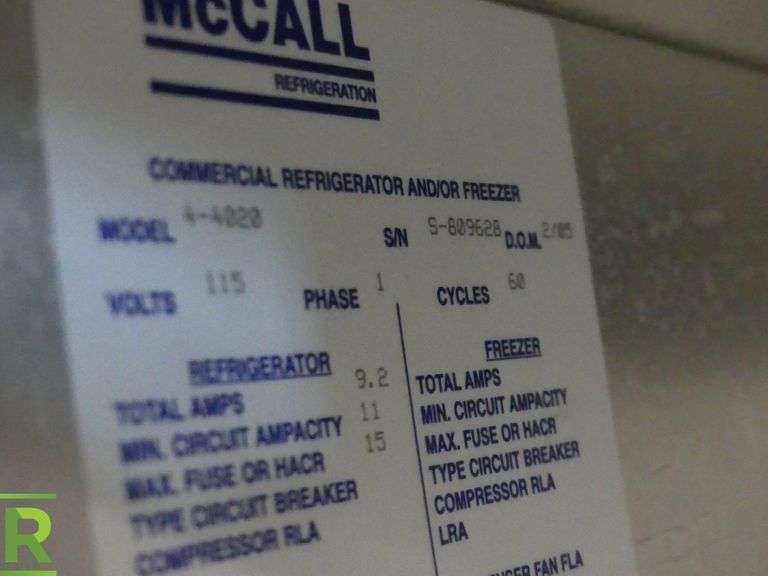 McCALL
REFRIGERATION
COMMERCIAL REFRIGERATOR AND/OR FREEZER
MODEL 4-4020 S/N S-809628 D.O.M. 2/05
VOLTS 115 PHASE 1 CYCLES 60
REFRIGERATOR
TOTAL AMPS 9.2
MIN. CIRCUIT AMPACITY 11
MAX. FUSE OR HACR 15
TYPE CIRCUIT BREAKER
COMPRESSOR RLA
FREEZER
TOTAL AMPS
MIN. CIRCUIT AMPACITY
MAX. FUSE OR HACR
TYPE CIRCUIT BREAKER
COMPRESSOR RLA
LRA
FAN FLA
R